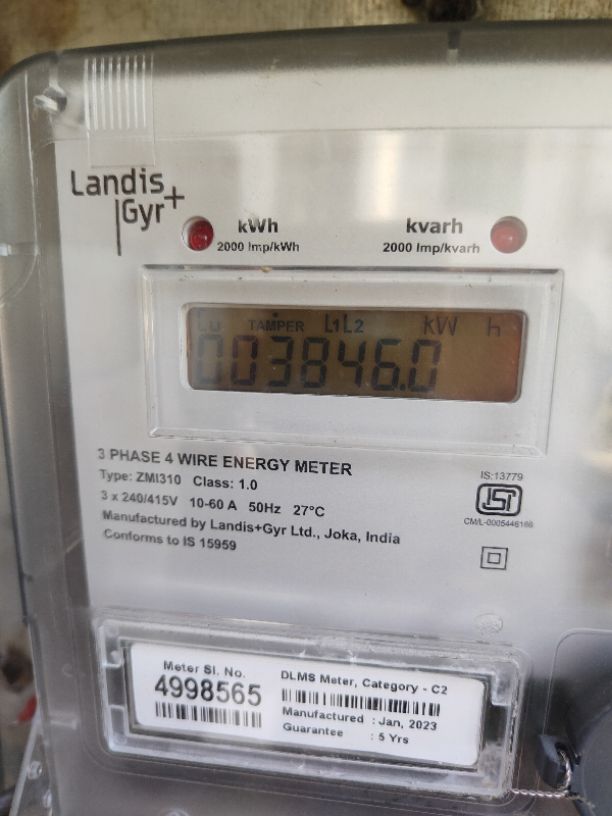 Landis
Gyr+
kWh
2000 Imp/kWh
kvarh
2000 Imp/kvarh
Cu TAMPER L1L2 kW h
003846.0
3 PHASE 4 WIRE ENERGY METER
Type: ZMI310 Class: 1.0
3 x 240/415V 10-60 A 50Hz 27°C
Manufactured by Landis+Gyr Ltd., Joka, India
Conforms to IS 15959
IS:13779
ISI
Meter Sl. No.
4998565
DLMS Meter, Category - C2
Manufactured : Jan, 2023
Guarantee : 5 Yrs